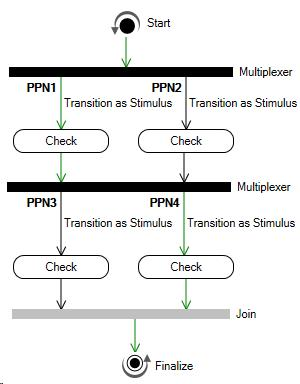 Start
Multiplexer
PPN1 PPN2
Transition as Stimulus Transition as Stimulus
Check Check
Multiplexer
PPN3 PPN4
Transition as Stimulus Transition as Stimulus
Check Check
Join
Finalize